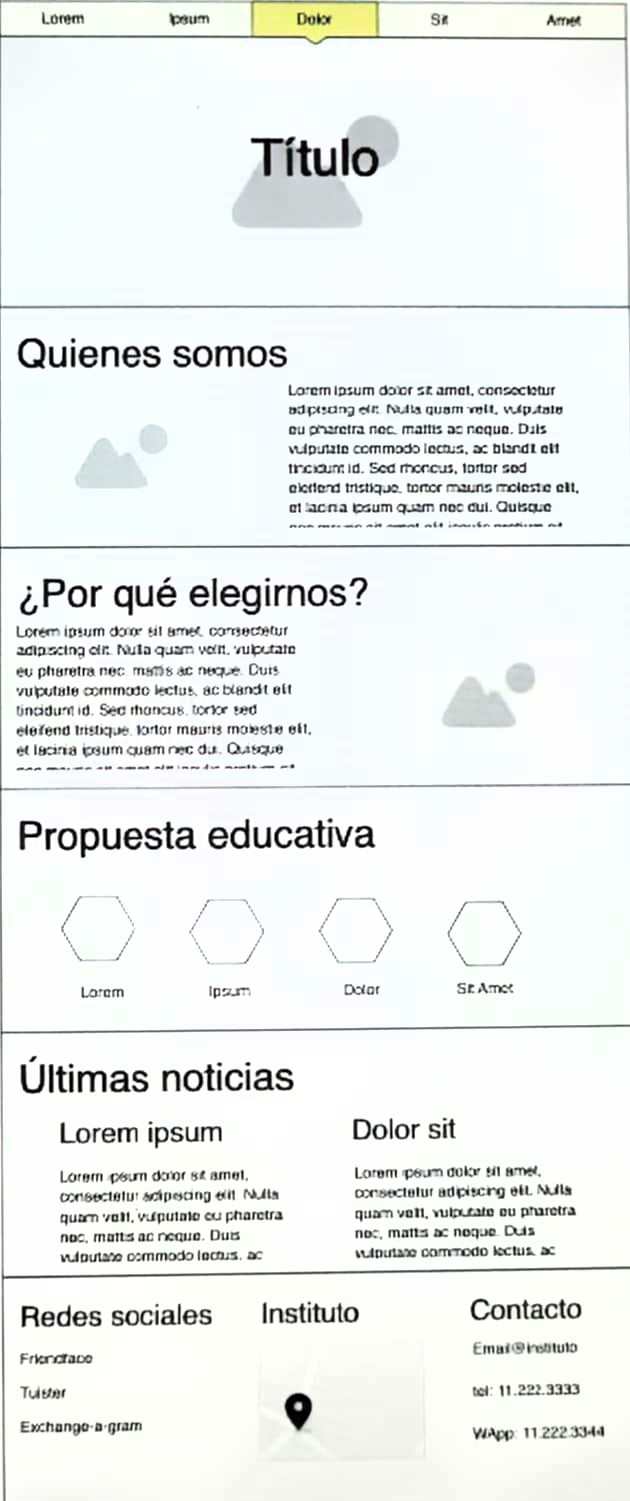 Lorem Ipsum Dolor Sit Amet
Título
Quienes somos
Lorem ipsum dolor sit amet, consectetur
adipiscing elit. Nulla quam velit, vulputate
eu pharetra nec, mattis ac neque. Duis
vulputate commodo lectus, ac blandit elit
tincidunt id. Sed rhoncus, tortor sed
eleifend tristique, tortor mauris molestie elit,
et lacinia ipsum quam nec dui. Quisque
¿Por qué elegirnos?
Lorem ipsum dolor sit amet, consectetur
adipiscing elit. Nulla quam velit, vulputate
eu pharetra nec, mattis ac neque. Duis
vulputate commodo lectus, ac blandit elit
tincidunt id. Sed rhoncus, tortor sed
eleifend tristique, tortor mauris molestie elit,
et lacinia ipsum quam nec dui. Quisque
Propuesta educativa
Lorem Ipsum Dolor Sit Amet
Últimas noticias
Lorem ipsum
Lorem ipsum dolor sit amet,
consectetur adipiscing elit. Nulla
quam velit, vulputate eu pharetra
nec, mattis ac neque. Duis
vulputate commodo lectus, ac
Dolor sit
Lorem ipsum dolor sit amet,
consectetur adipiscing elit. Nulla
quam velit, vulputate eu pharetra
nec, mattis ac neque. Duis
vulputate commodo lectus, ac
Redes sociales
Friendface
Tuister
Exchange-a-gram
Instituto
Contacto
Email@instituto
tel: 11.222.3333
WApp: 11.222.3344